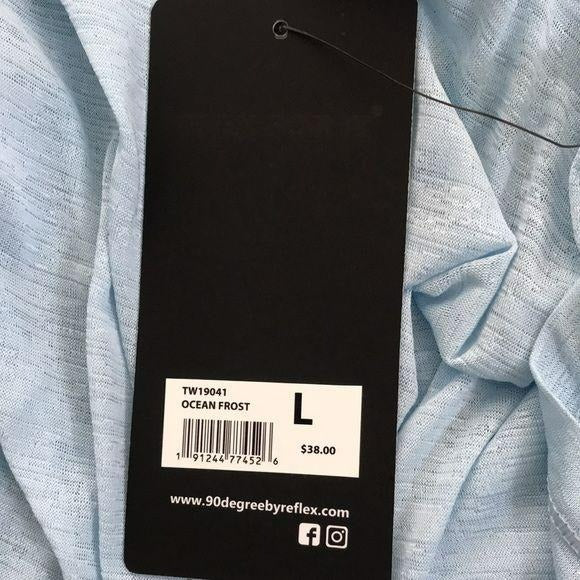 TW19041
OCEAN FROST
L
1 91244 77452 6
$38.00
www.90degreebyreflex.com